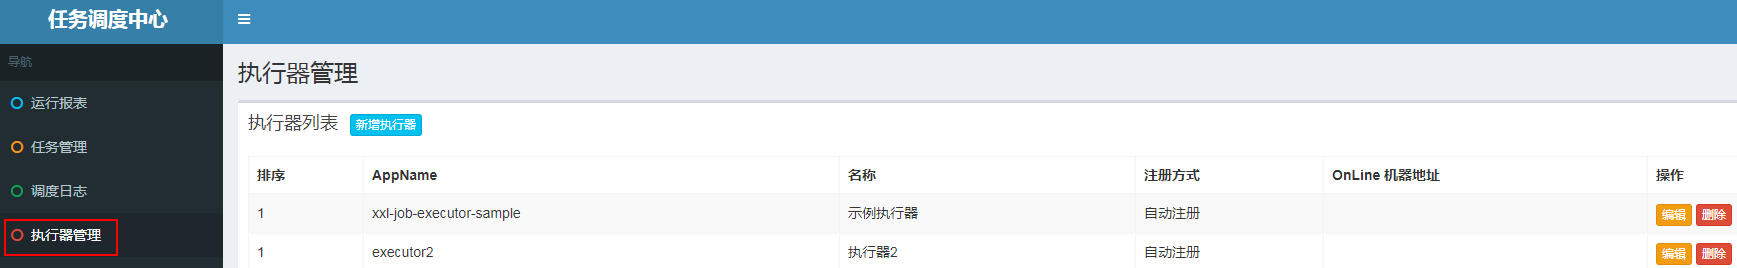 任务调度中心
导航
运行报表
任务管理
调度日志
执行器管理
执行器管理
执行器列表 新增执行器
排序 AppName 名称 注册方式 OnLine 机器地址 操作
1 xxl-job-executor-sample 示例执行器 自动注册 编辑 删除
1 executor2 执行器2 自动注册 编辑 删除